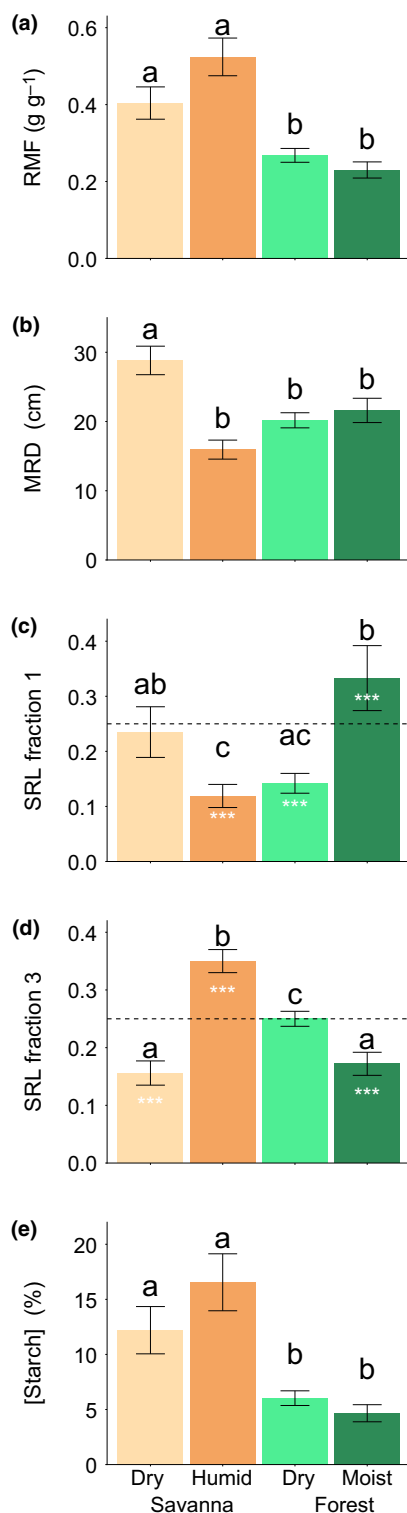 (a)
RMF (g g⁻¹)
0.6
0.4
0.2
0.0
a
a
b
b
(b)
MRD (cm)
30
20
10
0
a
b
b
b
(c)
SRL fraction 1
0.4
0.3
0.2
0.1
0.0
ab
c
ac
b
***
***
***
(d)
SRL fraction 3
0.4
0.3
0.2
0.1
0.0
a
b
c
a
***
***
***
(e)
[Starch] (%)
20
15
10
5
0
a
a
b
b
Dry Humid Dry Moist
Savanna Forest